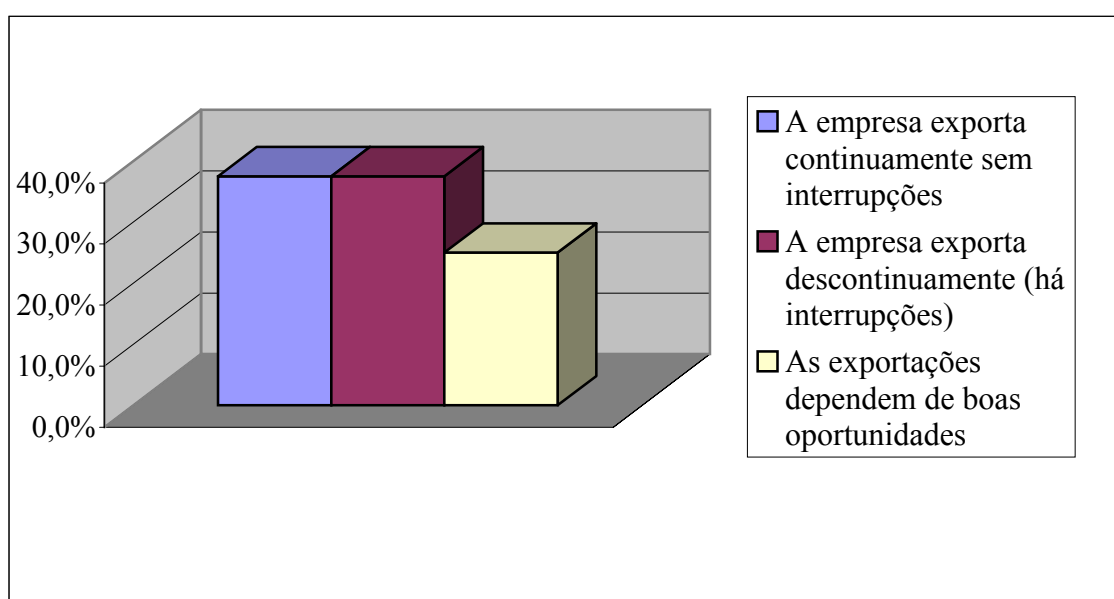 40,0%
30,0%
20,0%
10,0%
0,0%
A empresa exporta
continuamente sem
interrupções
A empresa exporta
descontinuamente (há
interrupções)
As exportações
dependem de boas
oportunidades